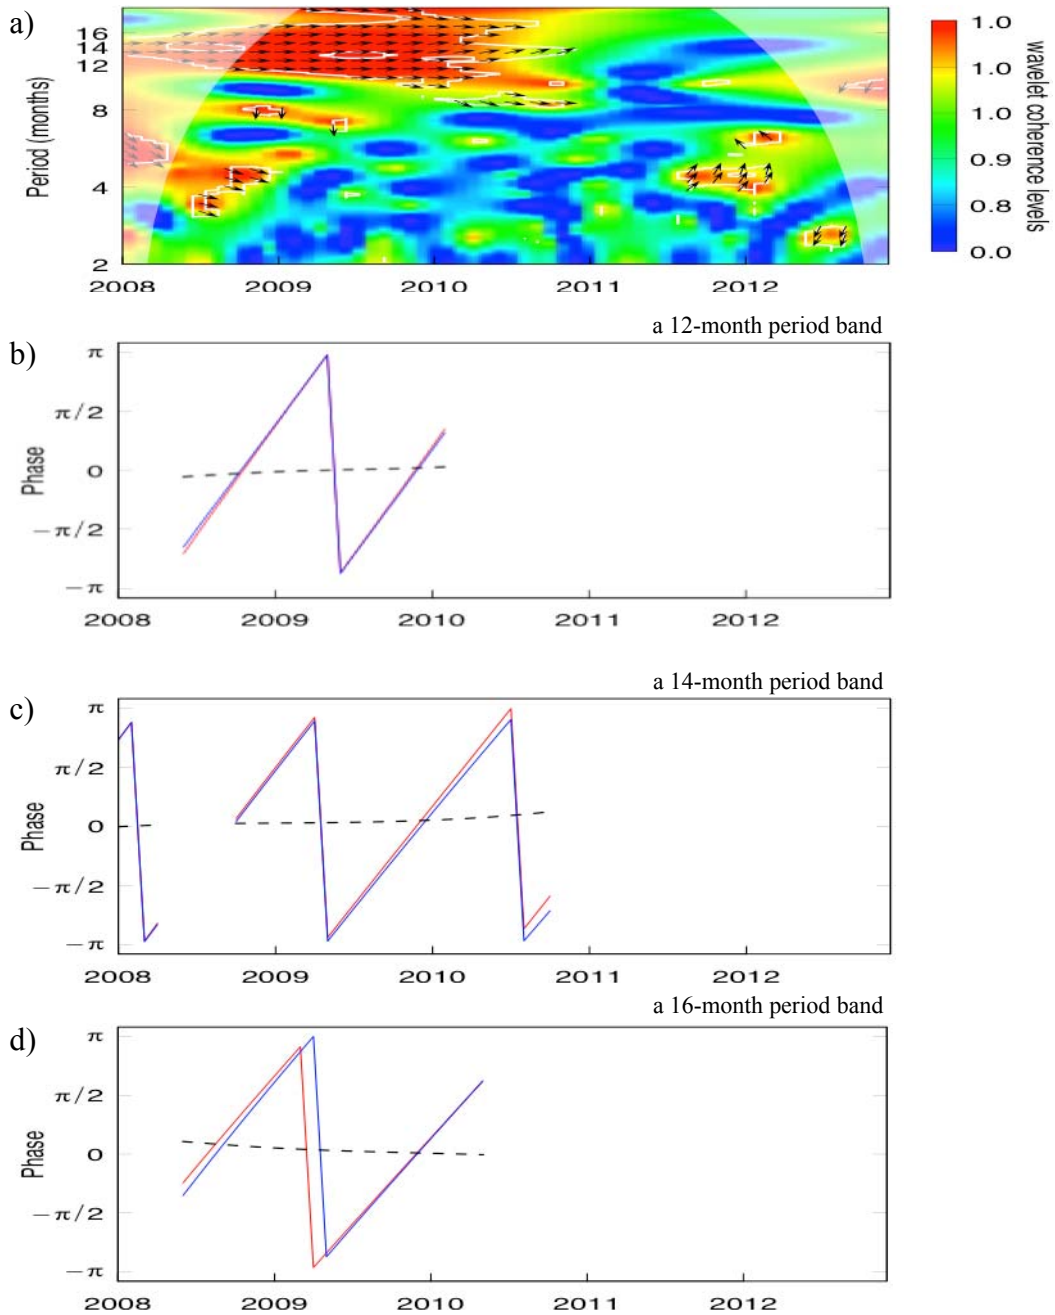 a)
Period (months)
16
14
12
8
4
2
2008 2009 2010 2011 2012
1.0
1.0
1.0
0.9
0.8
0.0
wavelet coherence
levels
a 12-month period band
b)
Phase
π
π/2
0
−π/2
−π
2008 2009 2010 2011 2012
a 14-month period band
c)
Phase
π
π/2
0
−π/2
−π
2008 2009 2010 2011 2012
a 16-month period band
d)
Phase
π
π/2
0
−π/2
−π
2008 2009 2010 2011 2012